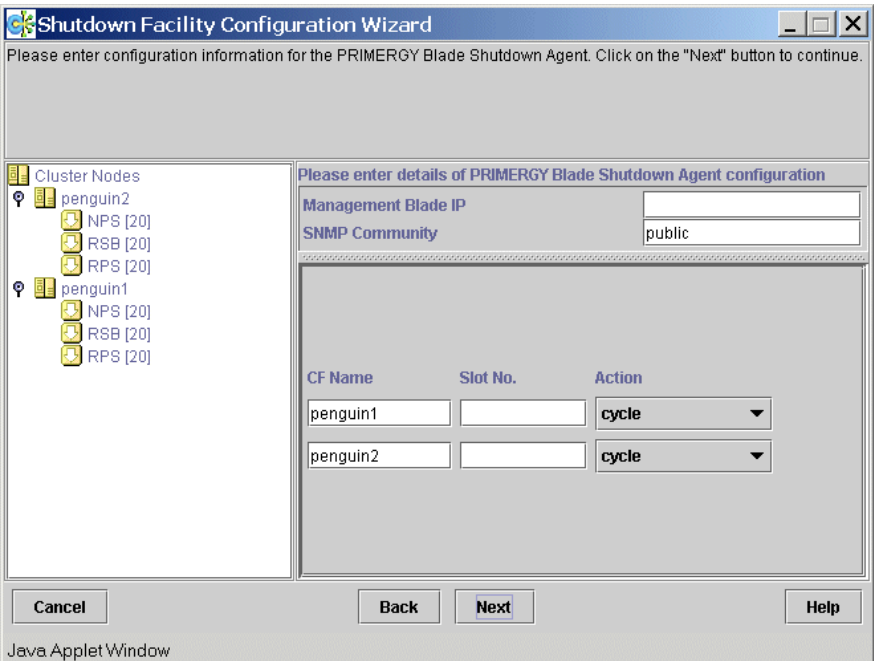 Shutdown Facility Configuration Wizard
Please enter configuration information for the PRIMERGY Blade Shutdown Agent. Click on the "Next" button to continue.
Cluster Nodes
penguin2
NPS [20]
RSB [20]
RPS [20]
penguin1
NPS [20]
RSB [20]
RPS [20]
Please enter details of PRIMERGY Blade Shutdown Agent configuration
Management Blade IP
SNMP Community public
CF Name Slot No. Action
penguin1 cycle
penguin2 cycle
Cancel Back Next Help
Java Applet Window